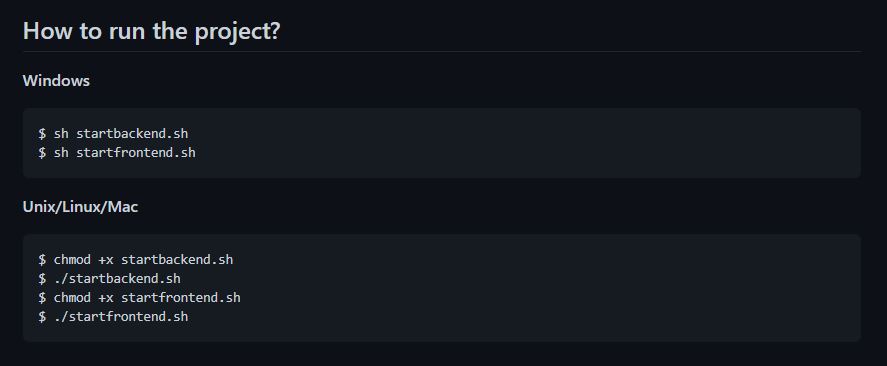 How to run the project?
Windows
$ sh startbackend.sh
$ sh startfrontend.sh
Unix/Linux/Mac
$ chmod +x startbackend.sh
$ ./startbackend.sh
$ chmod +x startfrontend.sh
$ ./startfrontend.sh